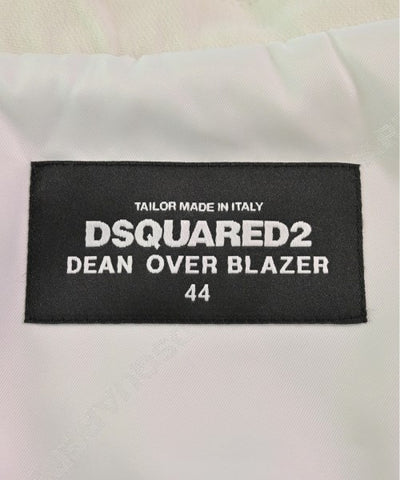 TAILOR MADE IN ITALY
DSQUARED2
DEAN OVER BLAZER
44